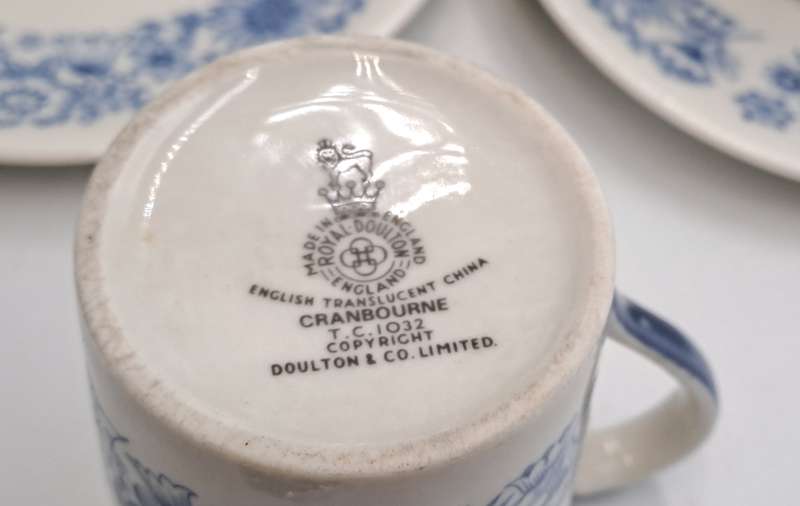 MADE IN ENGLAND
ROYAL·DOULTON
ENGLAND
ENGLISH TRANSLUCENT CHINA
CRANBOURNE
T.C.1032
COPYRIGHT
DOULTON & CO. LIMITED.